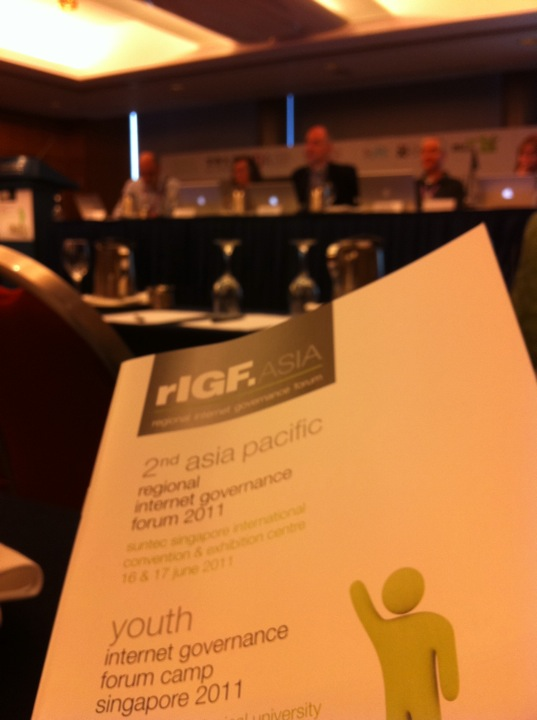 rIGF.ASIA
regional internet governance forum
2nd asia pacific
regional
internet governance
forum 2011
suntec singapore international
convention & exhibition centre
16 & 17 june 2011
youth
internet governance
forum camp
singapore 2011
university